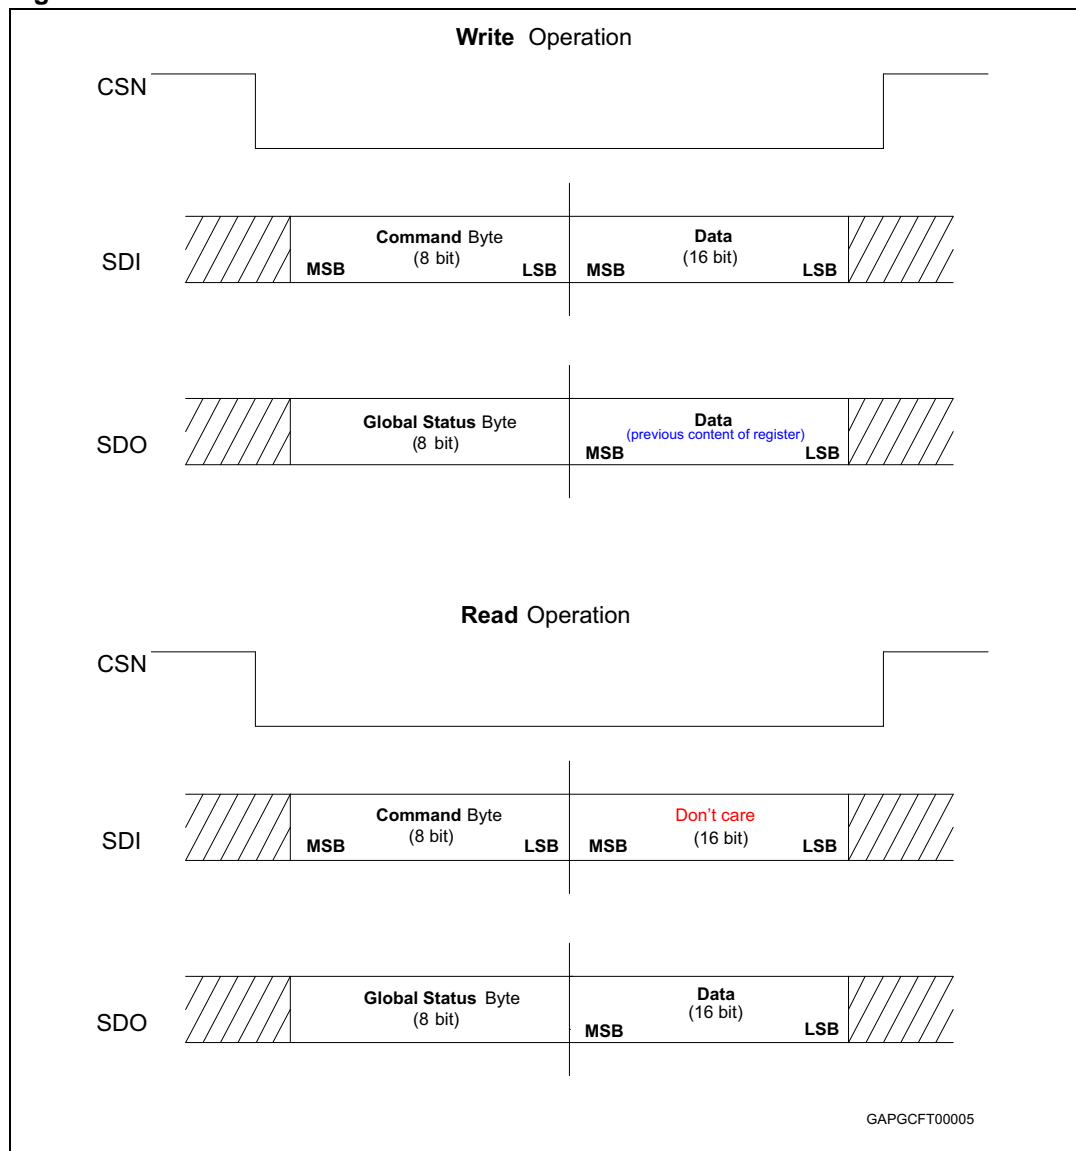 Write Operation
CSN
Command Byte
(8 bit)
MSB
LSB
Data
(16 bit)
MSB
LSB
SDI
Global Status Byte
(8 bit)
Data
(previous content of register)
MSB
LSB
SDO
Read Operation
CSN
Command Byte
(8 bit)
MSB
LSB
Don't care
(16 bit)
MSB
LSB
SDI
Global Status Byte
(8 bit)
Data
(16 bit)
MSB
LSB
SDO
GAPGCFT00005